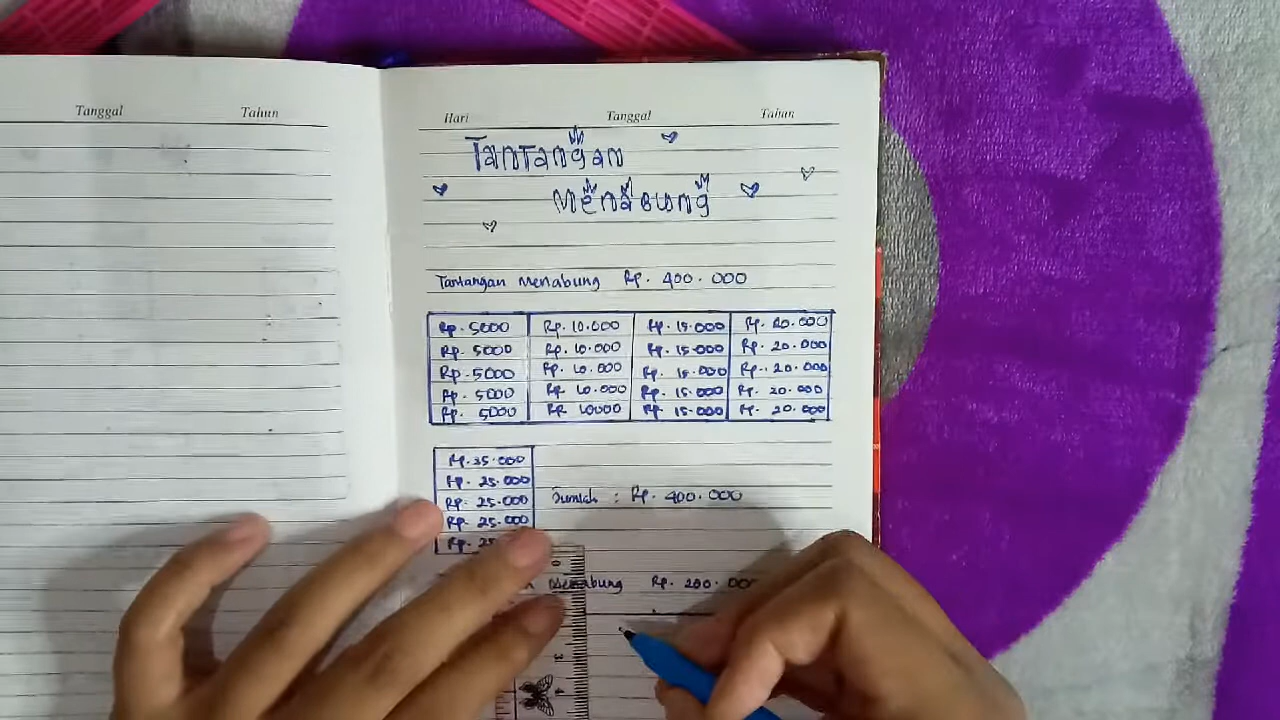 Tanggal Tahun
Hari Tanggal Tahun
Tantangan
Menabung
Tantangan Menabung Rp. 400.000
Rp. 5000 Rp. 10.000 Rp. 15.000 Rp. 20.000
Rp. 5000 Rp. 10.000 Rp. 15.000 Rp. 20.000
Rp. 5000 Rp. 10.000 Rp. 15.000 Rp. 20.000
Rp. 5000 Rp 10.000 Rp. 15.000 Rp. 20.000
Rp. 5000 Rp 10000 Rp. 15.000 Rp. 20.000
Rp. 25.000
Rp. 25.000
Rp. 25.000 Jumlah : Rp. 400.000
Rp. 25.000
Rp.
Menabung Rp. 200.000
0
3
4